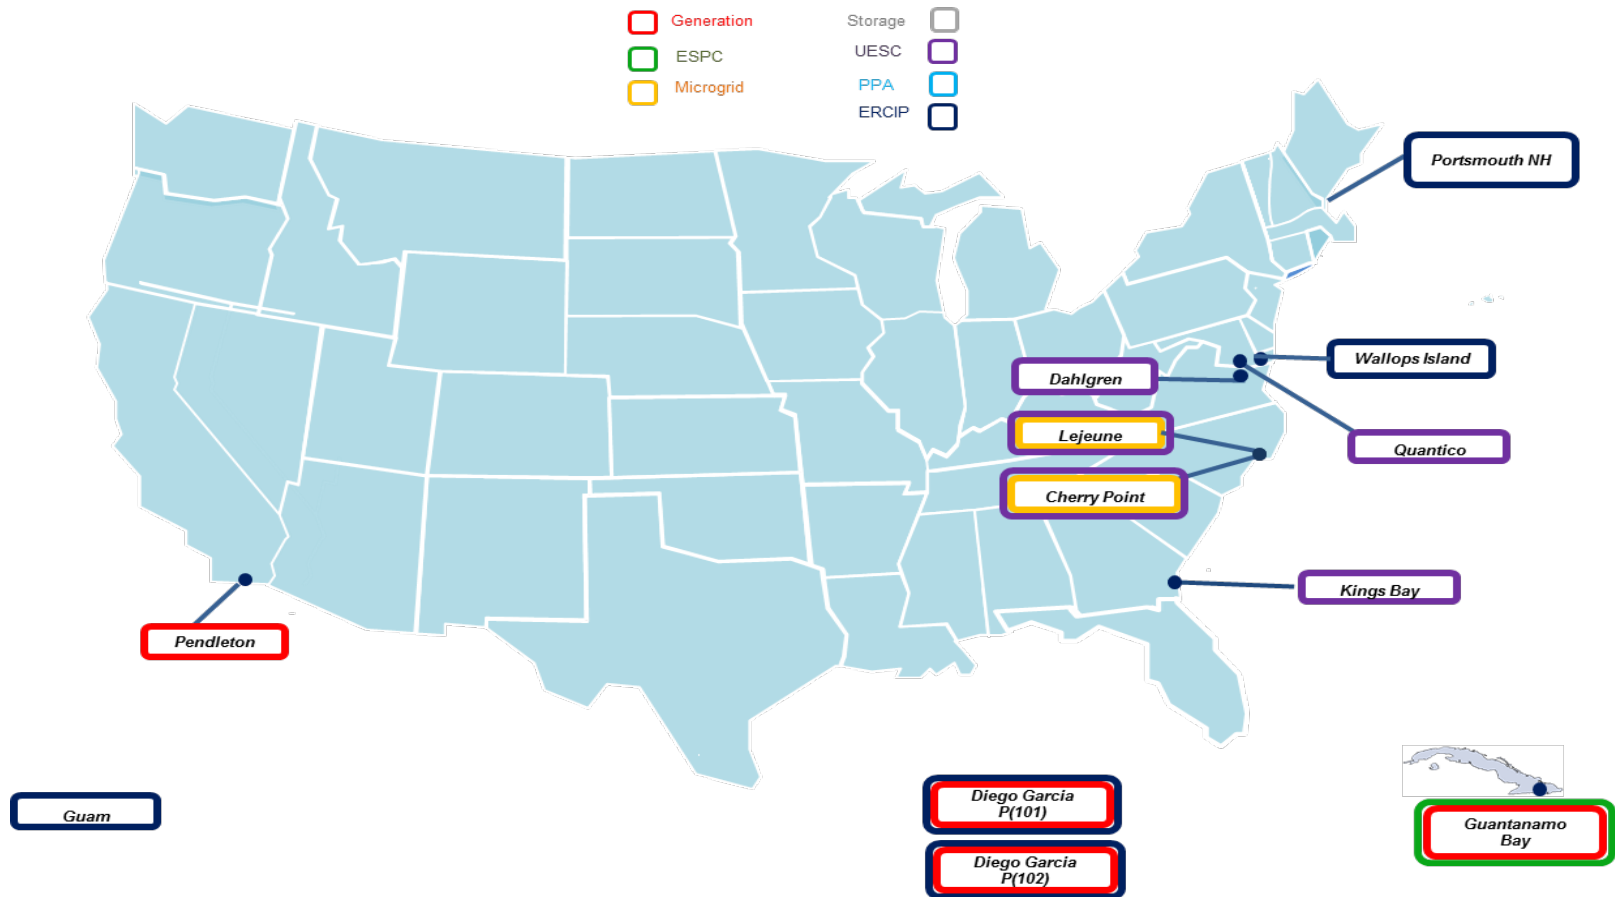 Generation
Storage
ESPC
UESC
Microgrid
PPA
ERCIP
Portsmouth NH
Wallops Island
Dahlgren
Lejeune
Quantico
Cherry Point
Kings Bay
Pendleton
Guam
Diego Garcia
P(101)
Guantanamo
Bay
Diego Garcia
P(102)